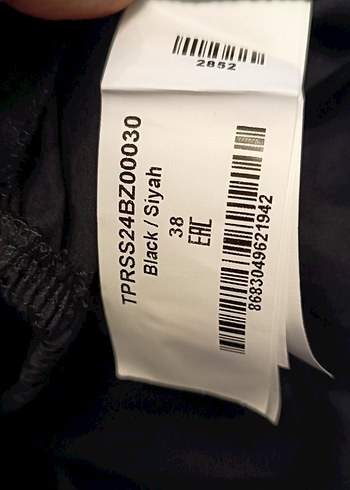 2852
TPRSS24BZ00030
Black / Siyah
38
EAC
8683049621942